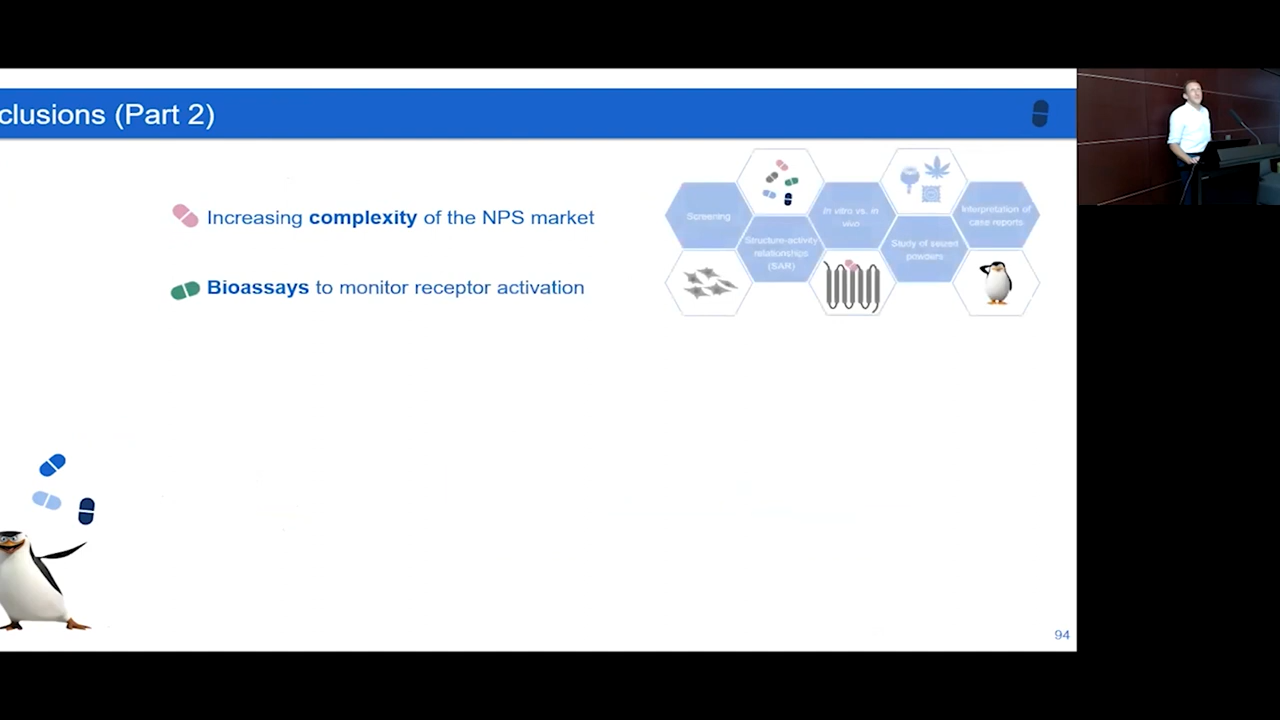 clusions (Part 2)
Increasing complexity of the NPS market
Bioassays to monitor receptor activation
Screening
Structure-activity
relationships
(SAR)
In vitro vs. in
vivo
Study of seized
powders
Interpretation of
case reports
94